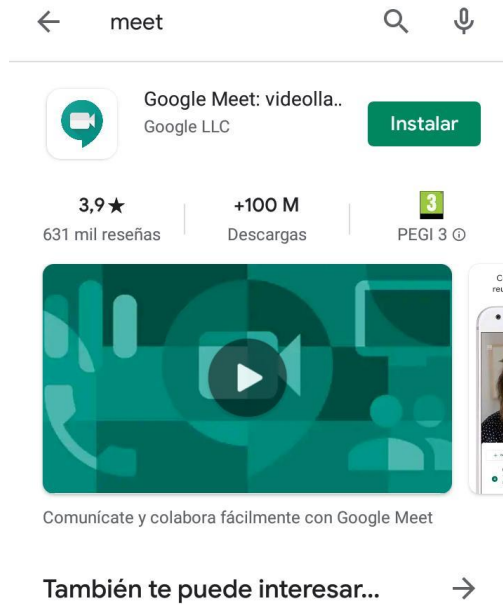 meet
Google Meet: videolla..
Google LLC
Instalar
3,9★
631 mil reseñas
+100 M
Descargas
3
PEGI 3
Comunícate y colabora fácilmente con Google Meet
También te puede interesar...